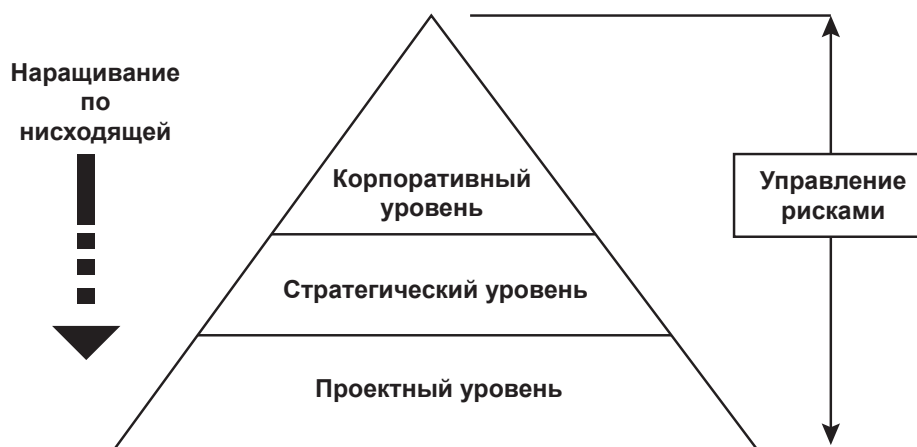 Наращивание
по
нисходящей
Корпоративный
уровень
Стратегический уровень
Проектный уровень
Управление
рисками